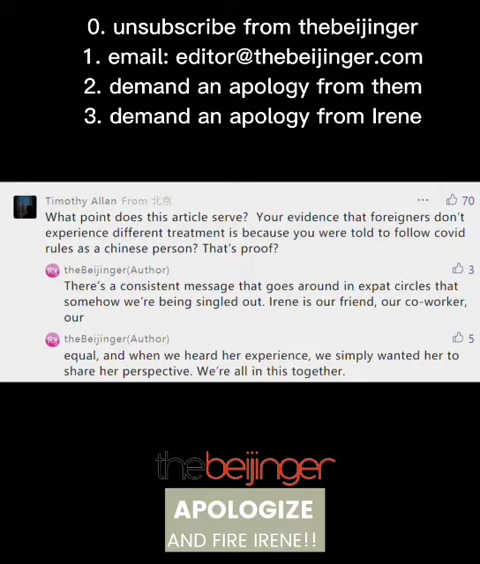 0. unsubscribe from thebeijinger
1. email: editor@thebeijinger.com
2. demand an apology from them
3. demand an apology from Irene
Timothy Allan From 北京
70
What point does this article serve? Your evidence that foreigners don't
experience different treatment is because you were told to follow covid
rules as a chinese person? That's proof?
theBeijinger(Author)
3
There's a consistent message that goes around in expat circles that
somehow we're being singled out. Irene is our friend, our co-worker,
our
theBeijinger(Author)
5
equal, and when we heard her experience, we simply wanted her to
share her perspective. We're all in this together.
thebeijinger
APOLOGIZE
AND FIRE IRENE!!